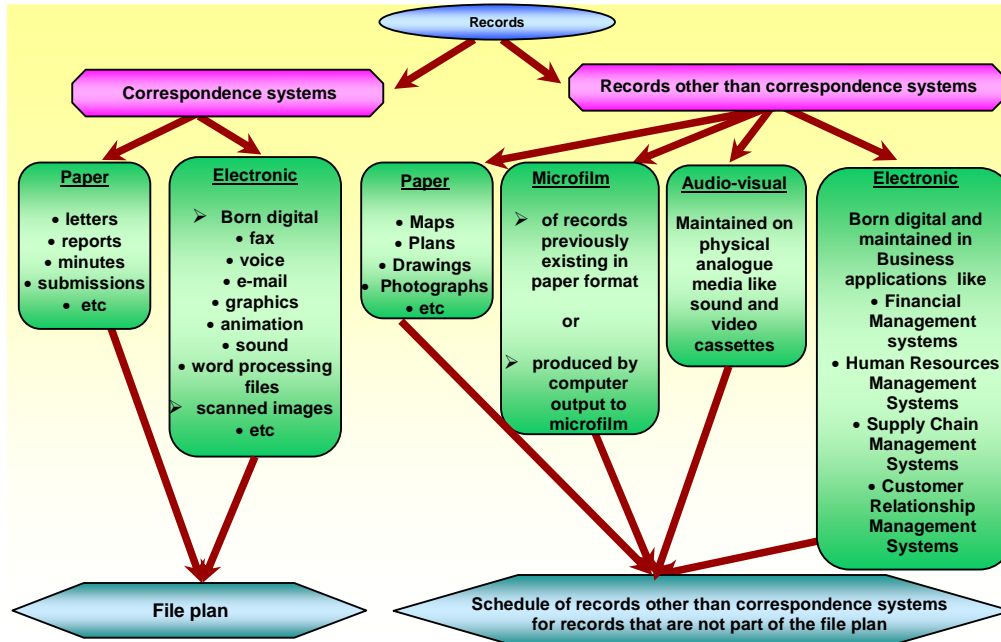 Records
Correspondence systems
Records other than correspondence systems
Paper
• letters
• reports
• minutes
• submissions
• etc
Electronic
➢ Born digital
• fax
• voice
• e-mail
• graphics
• animation
• sound
• word processing
files
➢ scanned images
• etc
Paper
• Maps
• Plans
• Drawings
• Photographs
• etc
Microfilm
➢ of records
previously
existing in
paper format
or
➢ produced by
computer
output to
microfilm
Audio-visual
Maintained on
physical
analogue
media like
sound and
video
cassettes
Electronic
Born digital and
maintained in
Business
applications like
• Financial
Management
systems
• Human Resources
Management
Systems
• Supply Chain
Management
Systems
• Customer
Relationship
Management
Systems
File plan
Schedule of records other than correspondence systems
for records that are not part of the file plan